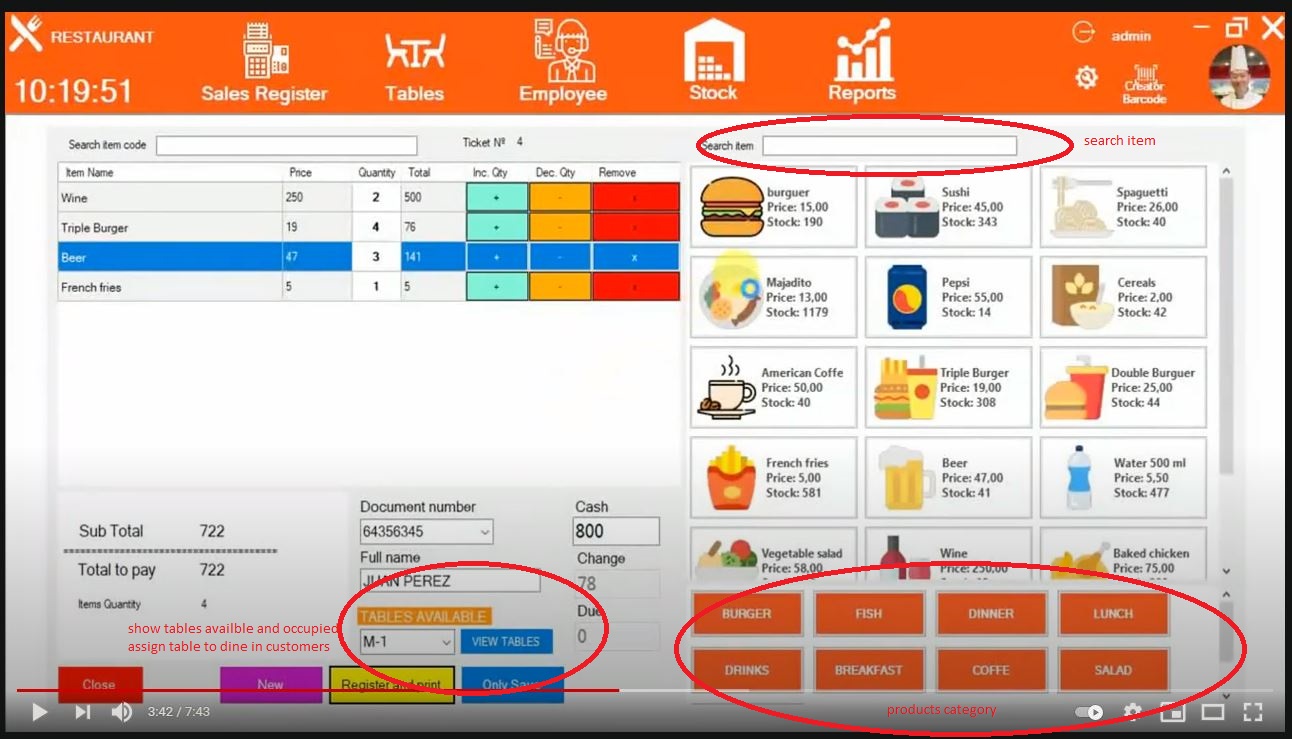 RESTAURANT
10:19:51
Sales Register
Tables
Employee
Stock
Reports
admin
Creator
Barcode
Search item code
Ticket Nº 4
Search item
search item
Item Name Price Quantity Total Inc. Qty Dec. Qty Remove
Wine 250 2 500 + - x
Triple Burger 19 4 76 + - x
Beer 47 3 141 + - x
French fries 5 1 5 + - x
burguer
Price: 15,00
Stock: 190
Sushi
Price: 45,00
Stock: 343
Spaguetti
Price: 26,00
Stock: 40
Majadito
Price: 13,00
Stock: 1179
Pepsi
Price: 55,00
Stock: 14
Cereals
Price: 2,00
Stock: 42
American Coffe
Price: 50,00
Stock: 40
Triple Burger
Price: 19,00
Stock: 308
Double Burguer
Price: 25,00
Stock: 44
French fries
Price: 5,00
Stock: 581
Beer
Price: 47,00
Stock: 41
Water 500 ml
Price: 5,50
Stock: 477
Vegetable salad
Price: 58,00
Wine
Price: 250,00
Baked chicken
Price: 75,00
Sub Total 722
Total to pay 722
Items Quantity 4
Document number
64356345
Full name
JUAN PEREZ
TABLES AVAILABLE
M-1
VIEW TABLES
Cash
800
Change
78
Due
0
show tables availble and occupied
assign table to dine in customers
Close
New
Register and print
Only Save
BURGER
FISH
DINNER
LUNCH
DRINKS
BREAKFAST
COFFE
SALAD
products category
3:42 / 7:43